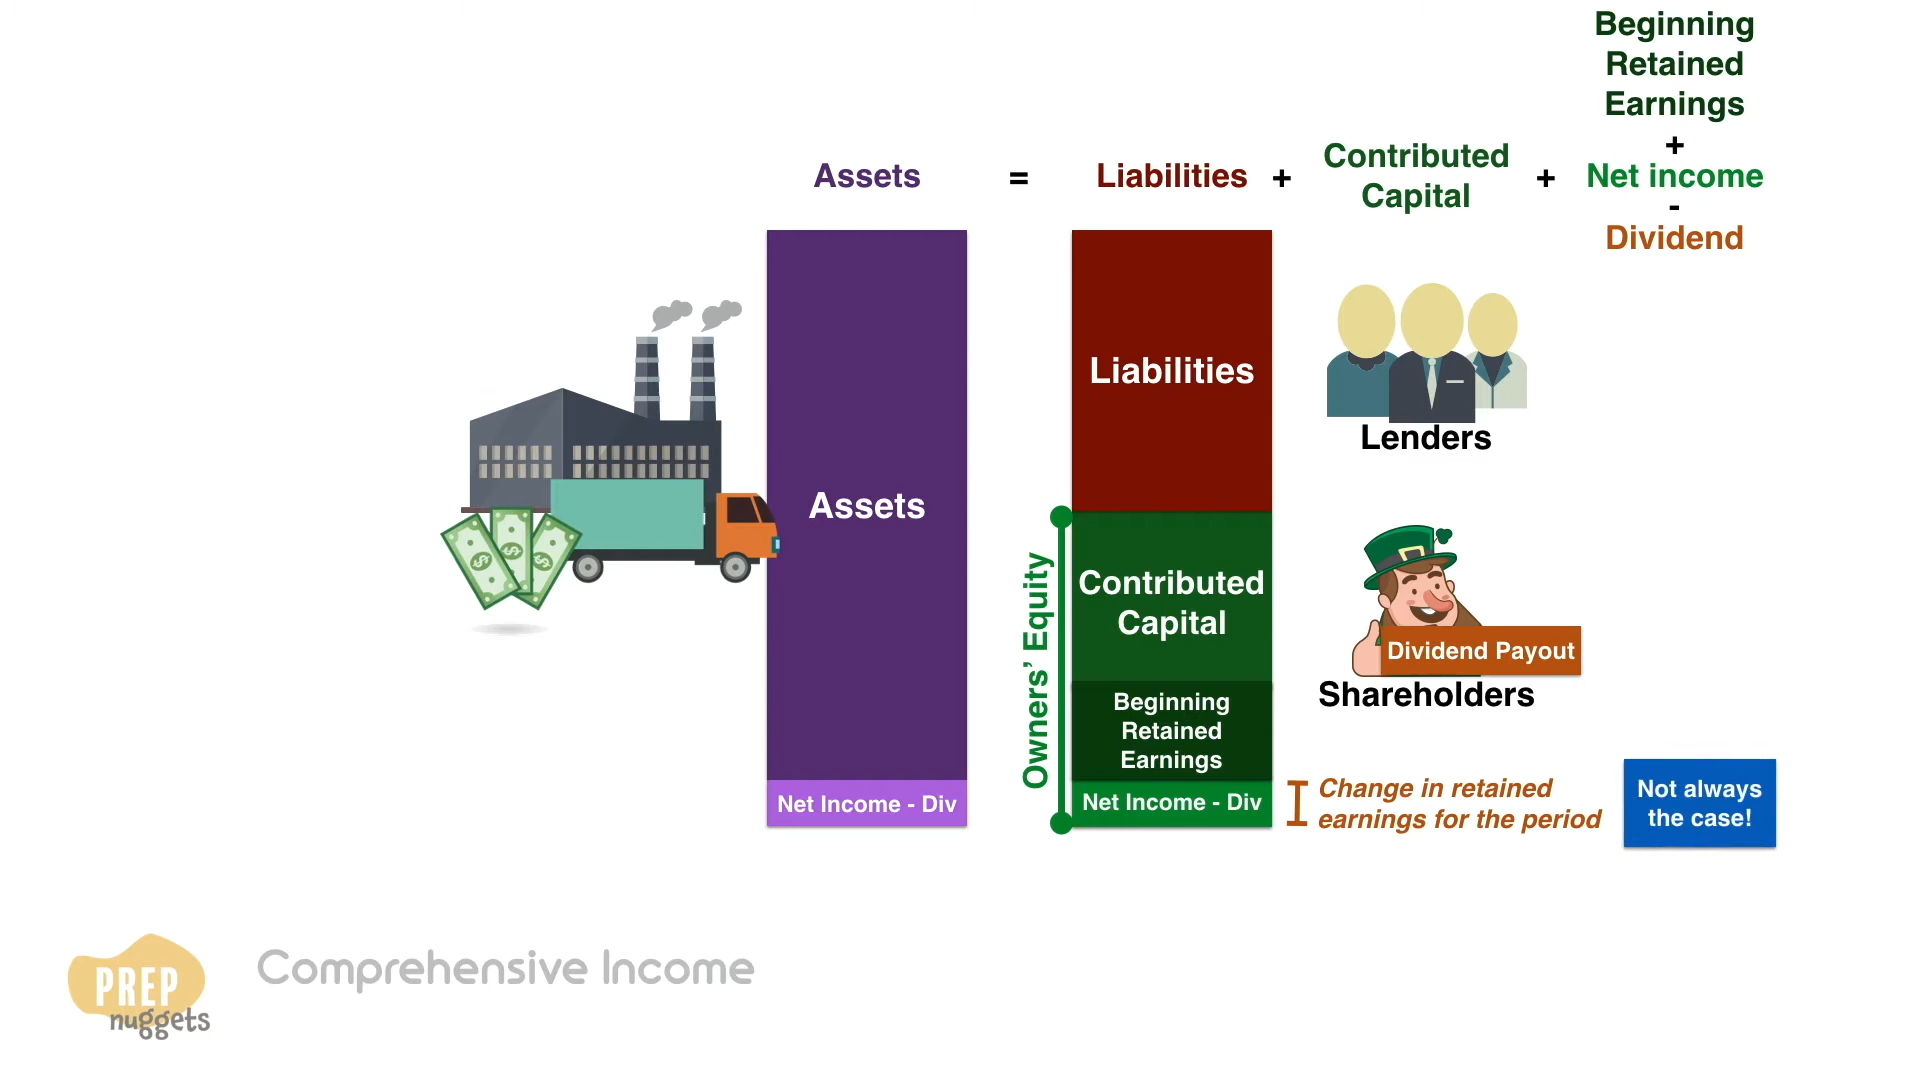 Beginning
Retained
Earnings
+
Assets = Liabilities + Contributed Capital + Net income
-
Dividend
Assets
Net Income - Div
Owners’ Equity
Liabilities
Contributed
Capital
Beginning
Retained
Earnings
Net Income - Div
Lenders
Dividend Payout
Shareholders
Change in retained
earnings for the period
Not always
the case!
PREP
nuggets
Comprehensive Income